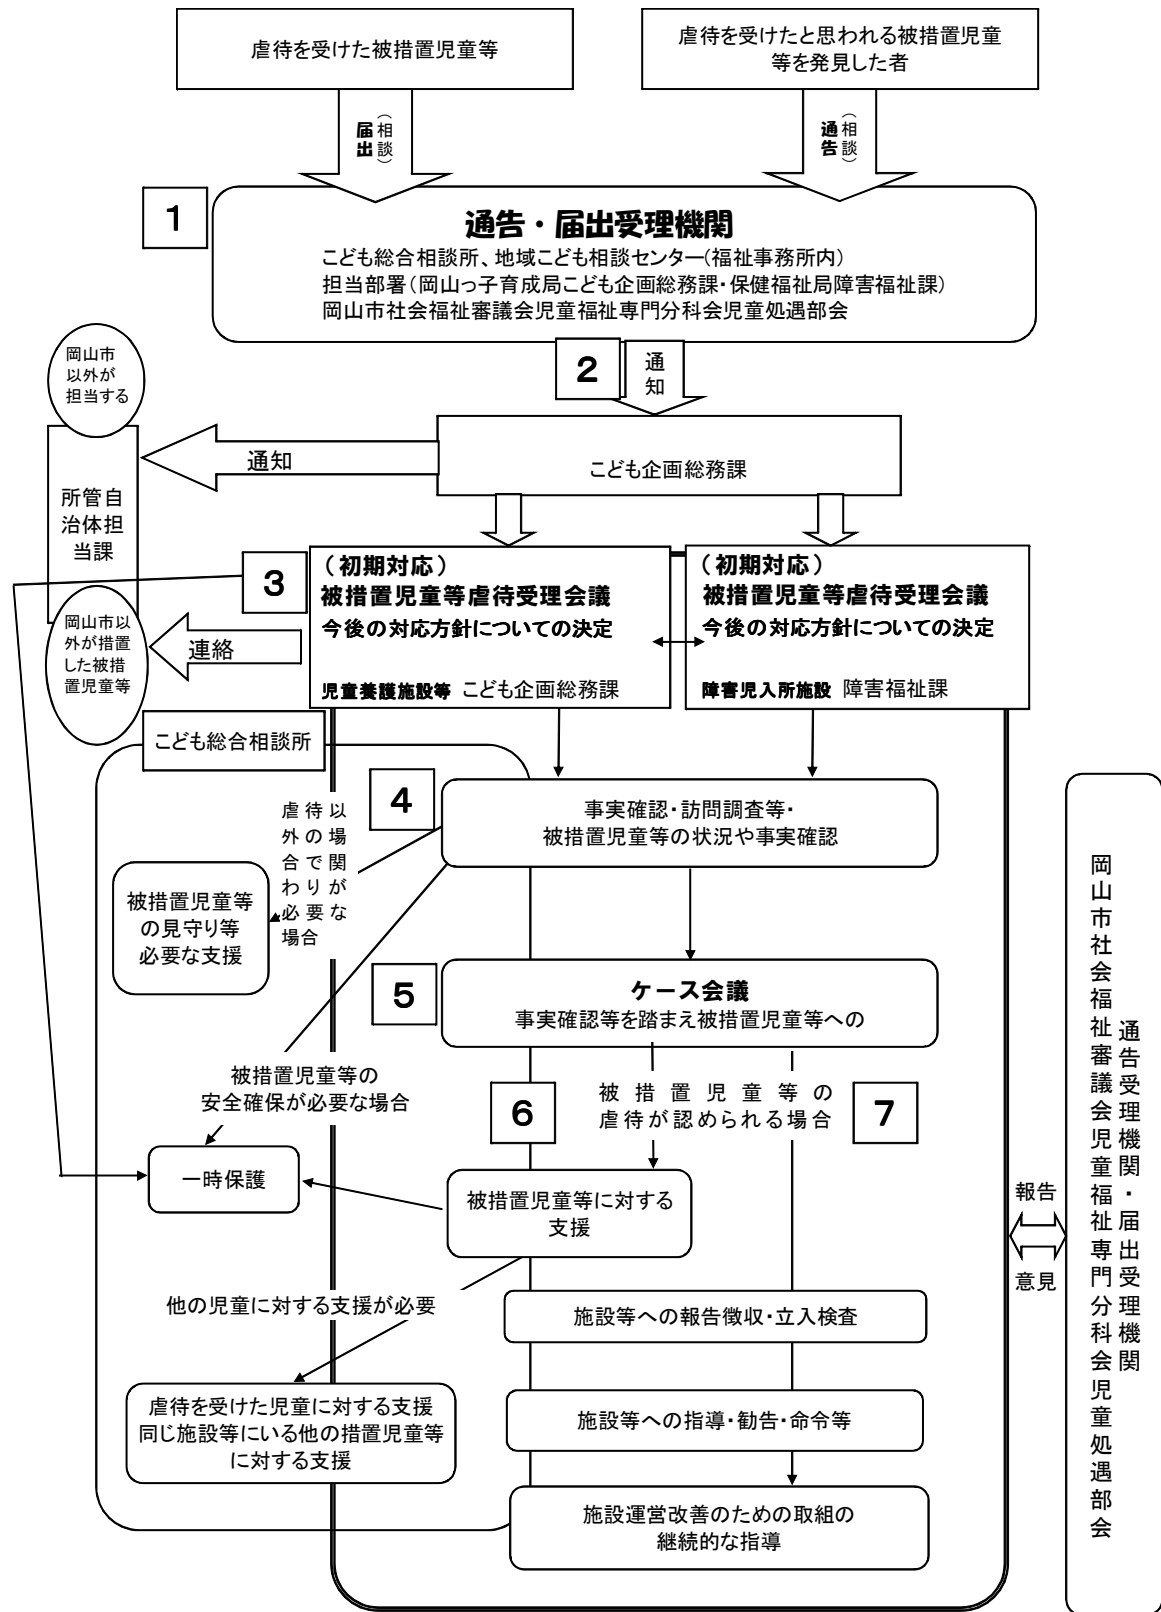 虐待を受けた被措置児童等
虐待を受けたと思われる被措置児童
等を発見した者
届出
（相談）
通告
（相談）
1
通告・届出受理機関
こども総合相談所、地域こども相談センター(福祉事務所内)
担当部署(岡山っ子育成局こども企画総務課・保健福祉局障害福祉課)
岡山市社会福祉審議会児童福祉専門分科会児童処遇部会
2
通
知
岡山市
以外が
担当する
通知
こども企画総務課
所管自
治体担
当課
3
（初期対応）
被措置児童等虐待受理会議
今後の対応方針についての決定
児童養護施設等 こども企画総務課
（初期対応）
被措置児童等虐待受理会議
今後の対応方針についての決定
障害児入所施設 障害福祉課
岡山市以
外が措置
した被措
置児童等
連絡
こども総合相談所
4
事実確認・訪問調査等・
被措置児童等の状況や事実確認
虐待以
外の場
合で関
わりが
必要な
場合
被措置児童等
の見守り等
必要な支援
5
ケース会議
事実確認等を踏まえ被措置児童等への
被措置児童等の
安全確保が必要な場合
6
被措置児童等の
虐待が認められる場合
7
一時保護
被措置児童等に対する
支援
他の児童に対する支援が必要
施設等への報告徴収・立入検査
虐待を受けた児童に対する支援
同じ施設等にいる他の措置児童等
に対する支援
施設等への指導・勧告・命令等
施設運営改善のための取組の
継続的な指導
報告
意見
通告受理機関・届出受理機関
岡山市社会福祉審議会児童福祉専門分科会児童処遇部会